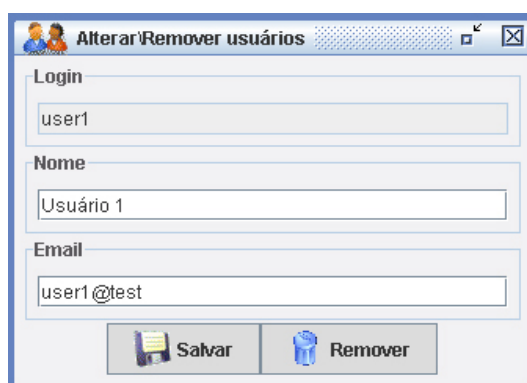 Alterar\Remover usuários
Login
user1
Nome
Usuário 1
Email
user1@test
Salvar Remover